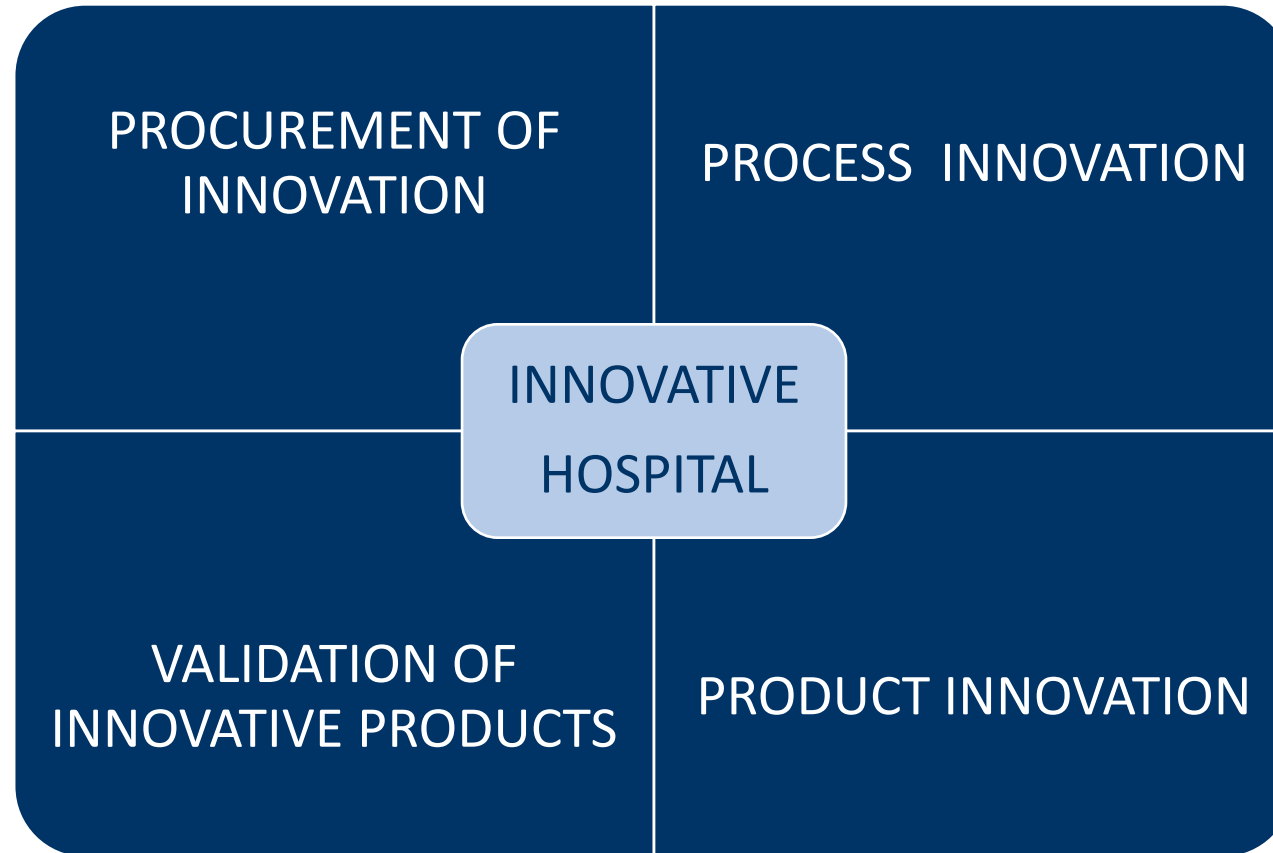 PROCUREMENT OF
INNOVATION
PROCESS  INNOVATION
INNOVATIVE
HOSPITAL
VALIDATION OF
INNOVATIVE PRODUCTS
PRODUCT INNOVATION